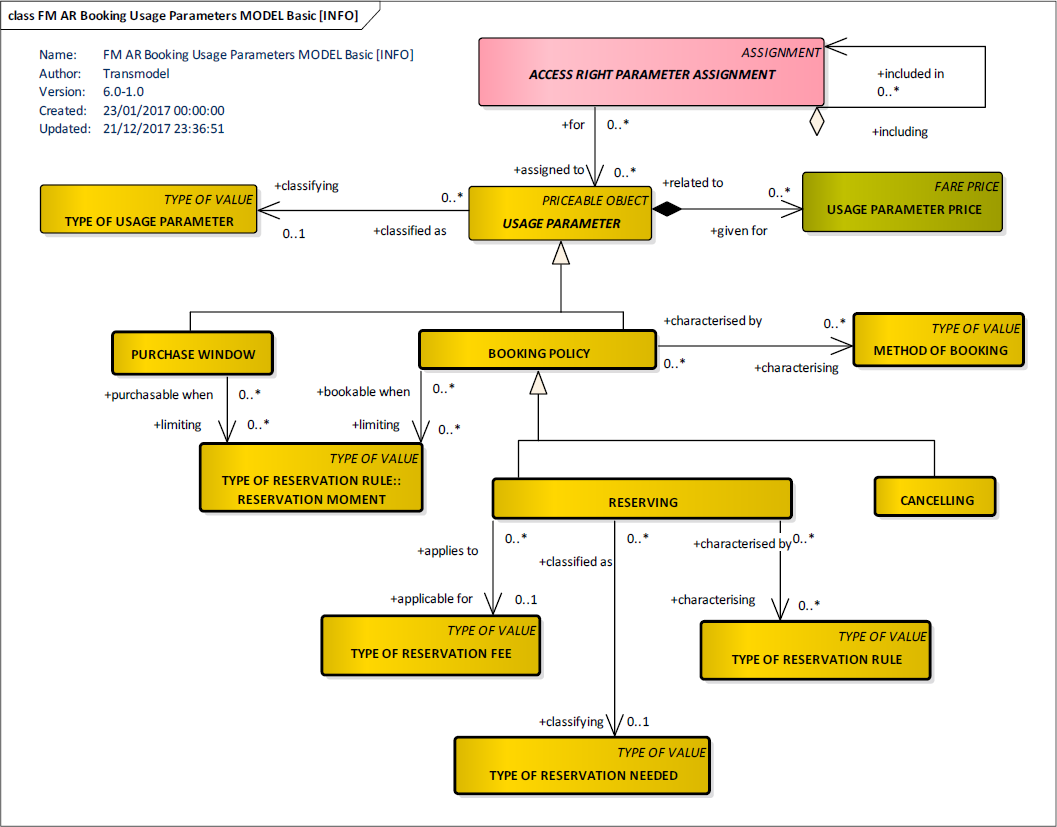 class FM AR Booking Usage Parameters MODEL Basic [INFO]
Name: FM AR Booking Usage Parameters MODEL Basic [INFO]
Author: Transmodel
Version: 6.0-1.0
Created: 23/01/2017 00:00:00
Updated: 21/12/2017 23:36:51
ASSIGNMENT
ACCESS RIGHT PARAMETER ASSIGNMENT
+included in
0..*
+including
+for 0..*
+assigned to 0..*
TYPE OF VALUE
TYPE OF USAGE PARAMETER
+classifying
0..1
0..*
+classified as
PRICEABLE OBJECT
USAGE PARAMETER
+related to
0..*
+given for
FARE PRICE
USAGE PARAMETER PRICE
PURCHASE WINDOW
BOOKING POLICY
+characterised by
0..*
0..*
+characterising
TYPE OF VALUE
METHOD OF BOOKING
+purchasable when 0..*
+limiting 0..*
+bookable when 0..*
+limiting 0..*
TYPE OF VALUE
TYPE OF RESERVATION RULE::
RESERVATION MOMENT
RESERVING
CANCELLING
+applies to 0..*
+applicable for 0..1
0..*
+classified as
+characterised by 0..*
+characterising 0..*
TYPE OF VALUE
TYPE OF RESERVATION FEE
TYPE OF VALUE
TYPE OF RESERVATION RULE
+classifying 0..1
TYPE OF VALUE
TYPE OF RESERVATION NEEDED